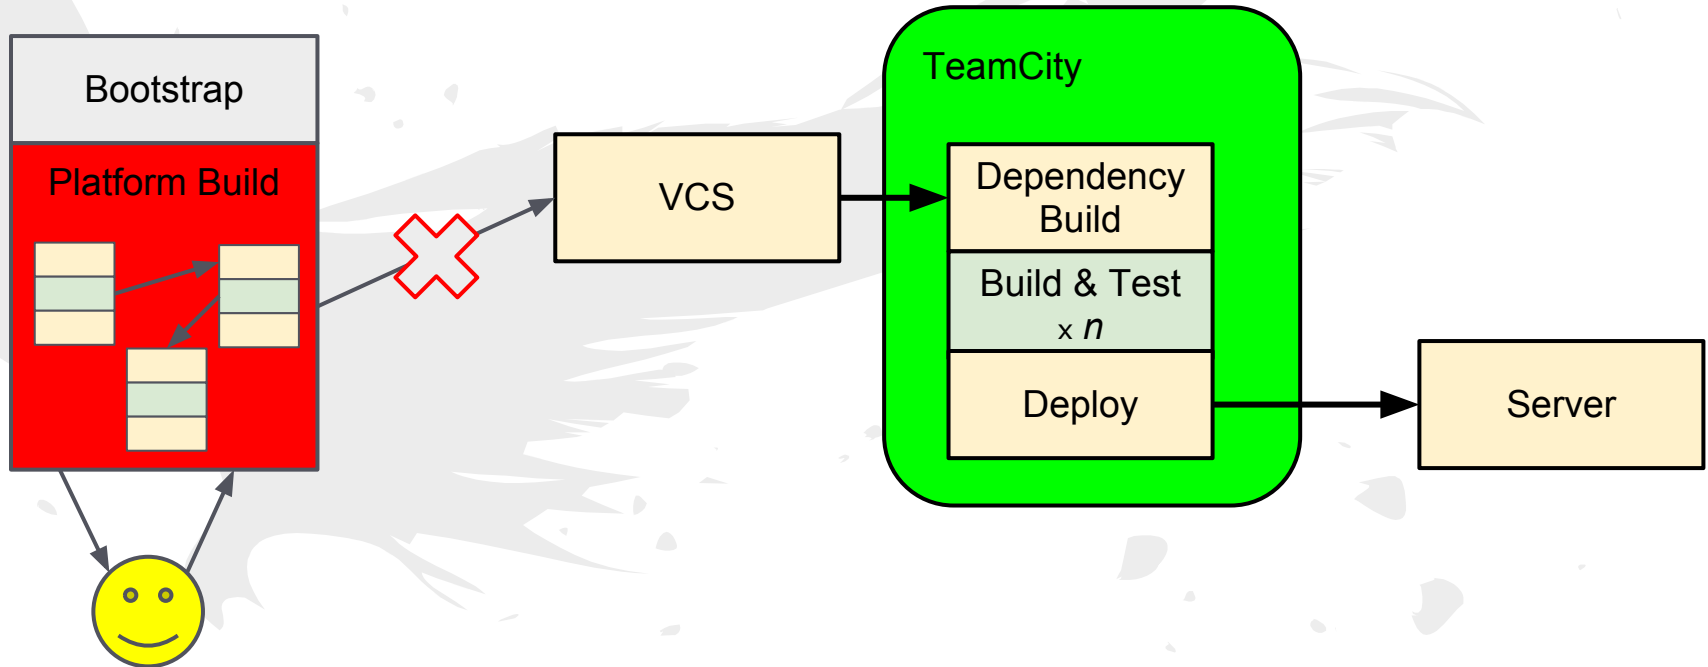 Bootstrap
Platform Build
VCS
TeamCity
Dependency
Build
Build & Test
x n
Deploy
Server